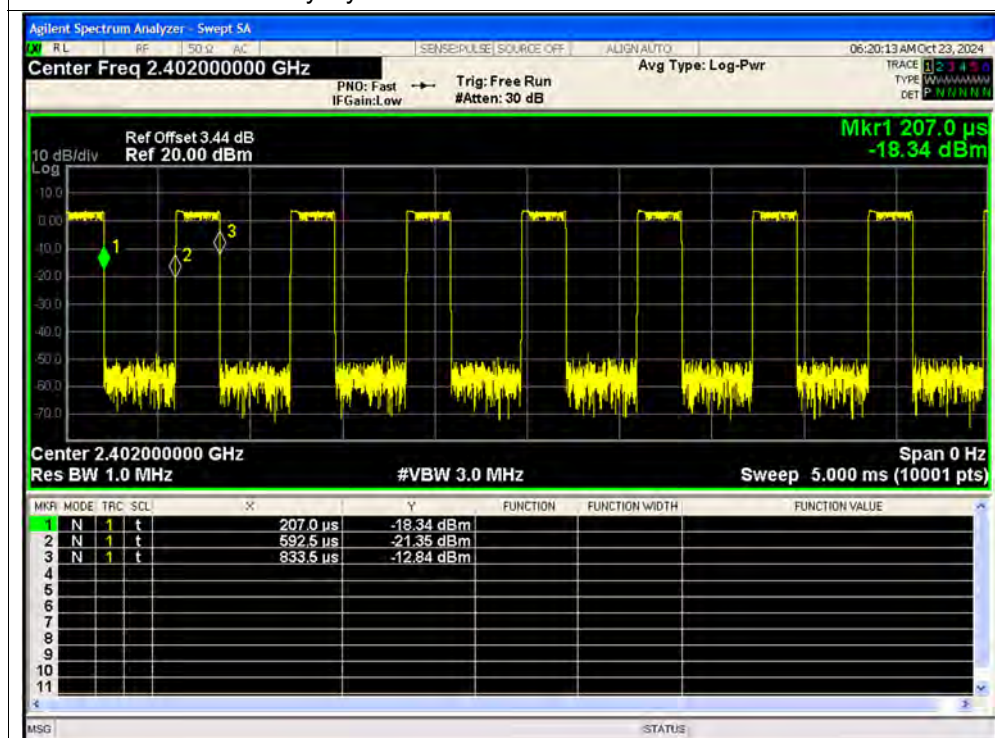 Agilent Spectrum Analyzer - Swept SA
RL RF 50 Ω AC SENSE:PULSE SOURCE OFF ALIGN AUTO 06:20:13 AM Oct 23, 2024
Center Freq 2.402000000 GHz
PNO: Fast
IFGain:Low
Trig: Free Run
#Atten: 30 dB
Avg Type: Log-Pwr
TRACE 1 2 3 4 5 6
TYPE WWWWWW
DET P N N N N N
Mkr1 207.0 µs
-18.34 dBm
Ref Offset 3.44 dB
10 dB/div Ref 20.00 dBm
Log
10.0
0.00
-10.0
-20.0
-30.0
-40.0
-50.0
-60.0
-70.0
1
2
3
Center 2.402000000 GHz Span 0 Hz
Res BW 1.0 MHz #VBW 3.0 MHz Sweep 5.000 ms (10001 pts)
MKR MODE TRC SCL X Y FUNCTION FUNCTION WIDTH FUNCTION VALUE
1 N 1 t 207.0 µs -18.34 dBm
2 N 1 t 592.5 µs -21.35 dBm
3 N 1 t 833.5 µs -12.84 dBm
4
5
6
7
8
9
10
11
MSG STATUS